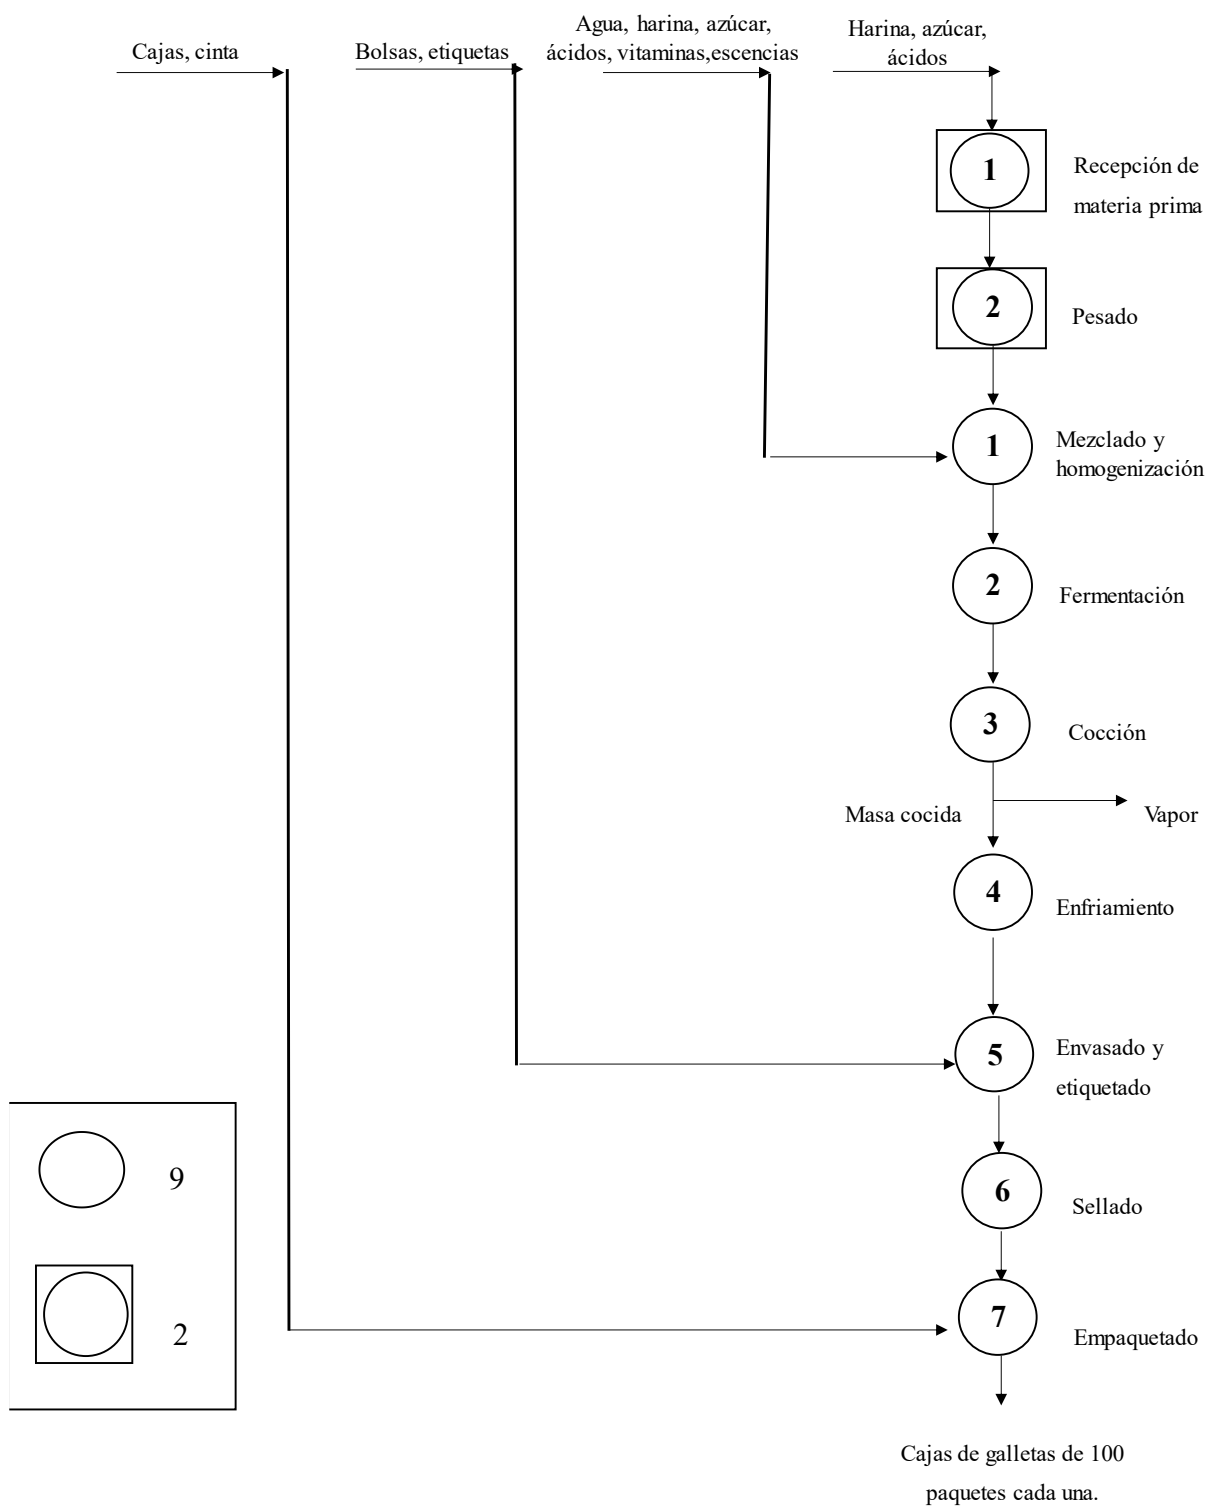 Cajas, cinta
Bolsas, etiquetas
Agua, harina, azúcar,
ácidos, vitaminas,escencias
Harina, azúcar,
ácidos
1
Recepción de
materia prima
2
Pesado
1
Mezclado y
homogenización
2
Fermentación
3
Cocción
Masa cocida
Vapor
4
Enfriamiento
5
Envasado y
etiquetado
6
Sellado
7
Empaquetado
9
2
Cajas de galletas de 100
paquetes cada una.